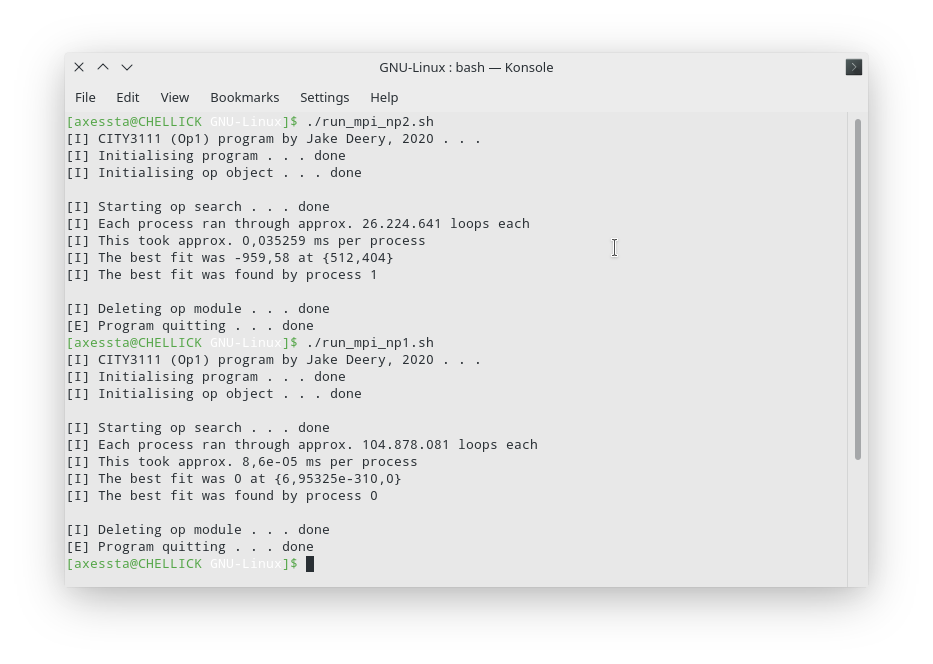 GNU-Linux : bash — Konsole
File Edit View Bookmarks Settings Help
[axessta@CHELLICK GNU-Linux]$ ./run_mpi_np2.sh
[I] CITY3111 (Op1) program by Jake Deery, 2020 . . .
[I] Initialising program . . . done
[I] Initialising op object . . . done
[I] Starting op search . . . done
[I] Each process ran through approx. 26.224.641 loops each
[I] This took approx. 0,035259 ms per process
[I] The best fit was -959,58 at {512,404}
[I] The best fit was found by process 1
[I] Deleting op module . . . done
[E] Program quitting . . . done
[axessta@CHELLICK GNU-Linux]$ ./run_mpi_np1.sh
[I] CITY3111 (Op1) program by Jake Deery, 2020 . . .
[I] Initialising program . . . done
[I] Initialising op object . . . done
[I] Starting op search . . . done
[I] Each process ran through approx. 104.878.081 loops each
[I] This took approx. 8,6e-05 ms per process
[I] The best fit was 0 at {6,95325e-310,0}
[I] The best fit was found by process 0
[I] Deleting op module . . . done
[E] Program quitting . . . done
[axessta@CHELLICK GNU-Linux]$